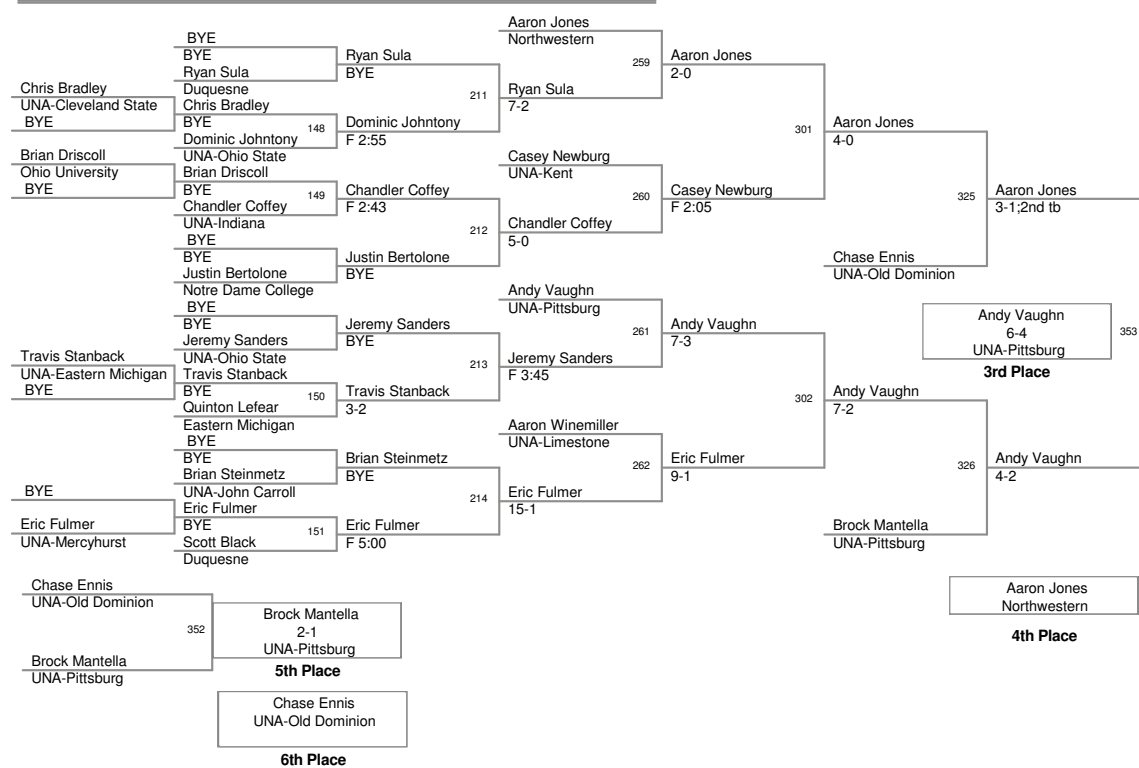 Chris Bradley
UNA-Cleveland State
BYE
Brian Driscoll
Ohio University
BYE
Travis Stanback
UNA-Eastern Michigan
BYE
BYE
Eric Fulmer
UNA-Mercyhurst
BYE
BYE
Ryan Sula
Duquesne
Chris Bradley
BYE
148
Dominic Johntony
UNA-Ohio State
Brian Driscoll
BYE
149
Chandler Coffey
UNA-Indiana
BYE
BYE
Justin Bertolone
Notre Dame College
BYE
BYE
Jeremy Sanders
UNA-Ohio State
Travis Stanback
BYE
150
Quinton Lefear
Eastern Michigan
BYE
BYE
Brian Steinmetz
UNA-John Carroll
Eric Fulmer
BYE
151
Scott Black
Duquesne
Ryan Sula
BYE
211
Dominic Johntony
F 2:55
Chandler Coffey
F 2:43
212
Justin Bertolone
BYE
Jeremy Sanders
BYE
213
Travis Stanback
3-2
Brian Steinmetz
BYE
214
Eric Fulmer
F 5:00
Aaron Jones
Northwestern
259
Ryan Sula
7-2
Casey Newburg
UNA-Kent
260
Chandler Coffey
5-0
Andy Vaughn
UNA-Pittsburg
261
Jeremy Sanders
F 3:45
Aaron Winemiller
UNA-Limestone
262
Eric Fulmer
15-1
Aaron Jones
2-0
301
Casey Newburg
F 2:05
Andy Vaughn
7-3
302
Eric Fulmer
9-1
Aaron Jones
4-0
325
Chase Ennis
UNA-Old Dominion
Andy Vaughn
7-2
326
Brock Mantella
UNA-Pittsburg
Aaron Jones
3-1;2nd tb
Andy Vaughn
6-4
UNA-Pittsburg
353
3rd Place
Andy Vaughn
4-2
Aaron Jones
Northwestern
4th Place
Chase Ennis
UNA-Old Dominion
352
Brock Mantella
UNA-Pittsburg
Brock Mantella
2-1
UNA-Pittsburg
5th Place
Chase Ennis
UNA-Old Dominion
6th Place